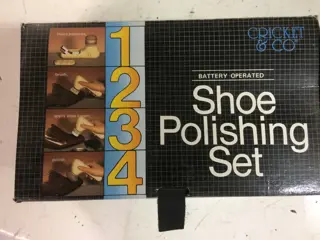 CRICKET
& CO
BATTERY OPERATED
Shoe
Polishing
Set
1
2
3
4